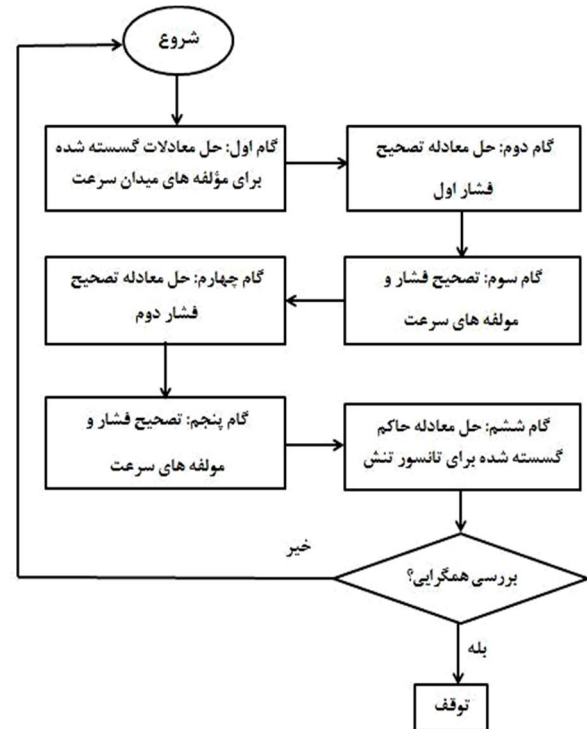 شروع
گام اول: حل معادلات گسسته شده
برای مؤلفه های میدان سرعت
گام دوم: حل معادله تصحیح
فشار اول
گام سوم: تصحیح فشار و
مولفه های سرعت
گام چهارم: حل معادله تصحیح
فشار دوم
گام پنجم: تصحیح فشار و
مولفه های سرعت
گام ششم: حل معادله حاکم
گسسته شده برای تانسور تنش
بررسی همگرایی؟
خیر
بله
توقف